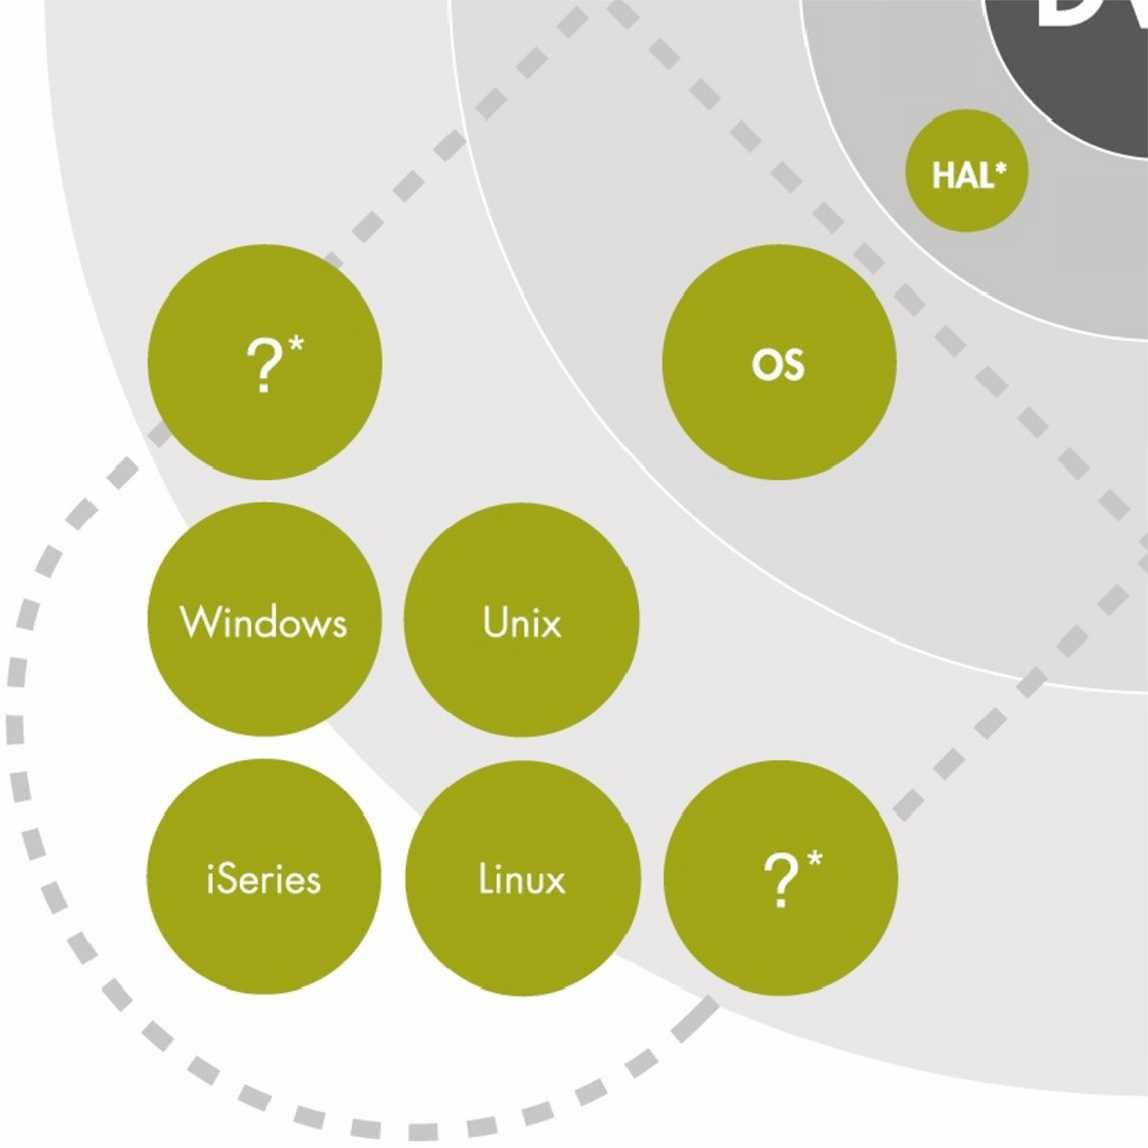 HAL*
?*
OS
Windows
Unix
iSeries
Linux
?*